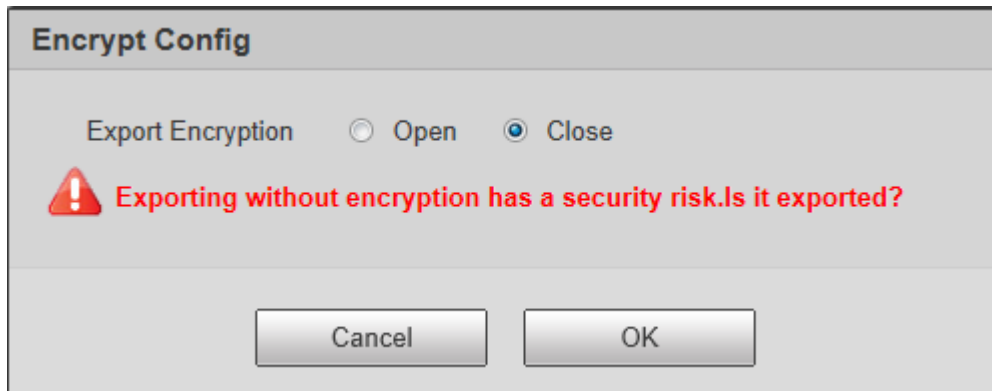 Encrypt Config
Export Encryption Open Close
Exporting without encryption has a security risk.Is it exported?
Cancel OK